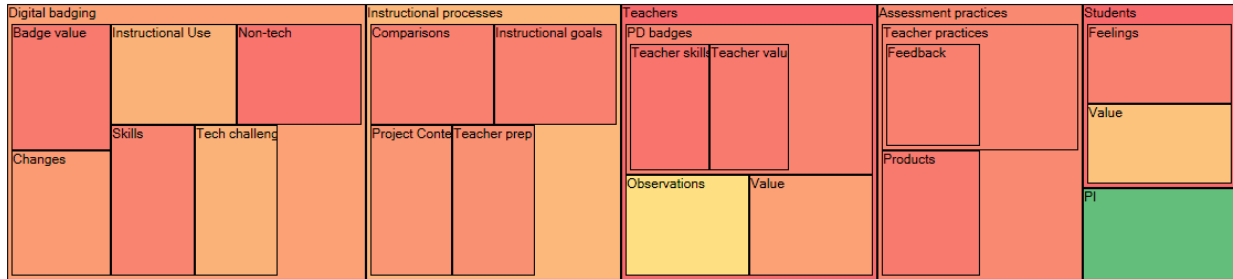 Digital badging
Badge value
Instructional Use
Non-tech
Changes
Skills
Tech challeng
Instructional processes
Comparisons
Instructional goals
Project Conte
Teacher prep
Teachers
PD badges
Teacher skills
Teacher valu
Observations
Value
Assessment practices
Teacher practices
Feedback
Products
Students
Feelings
Value
PI